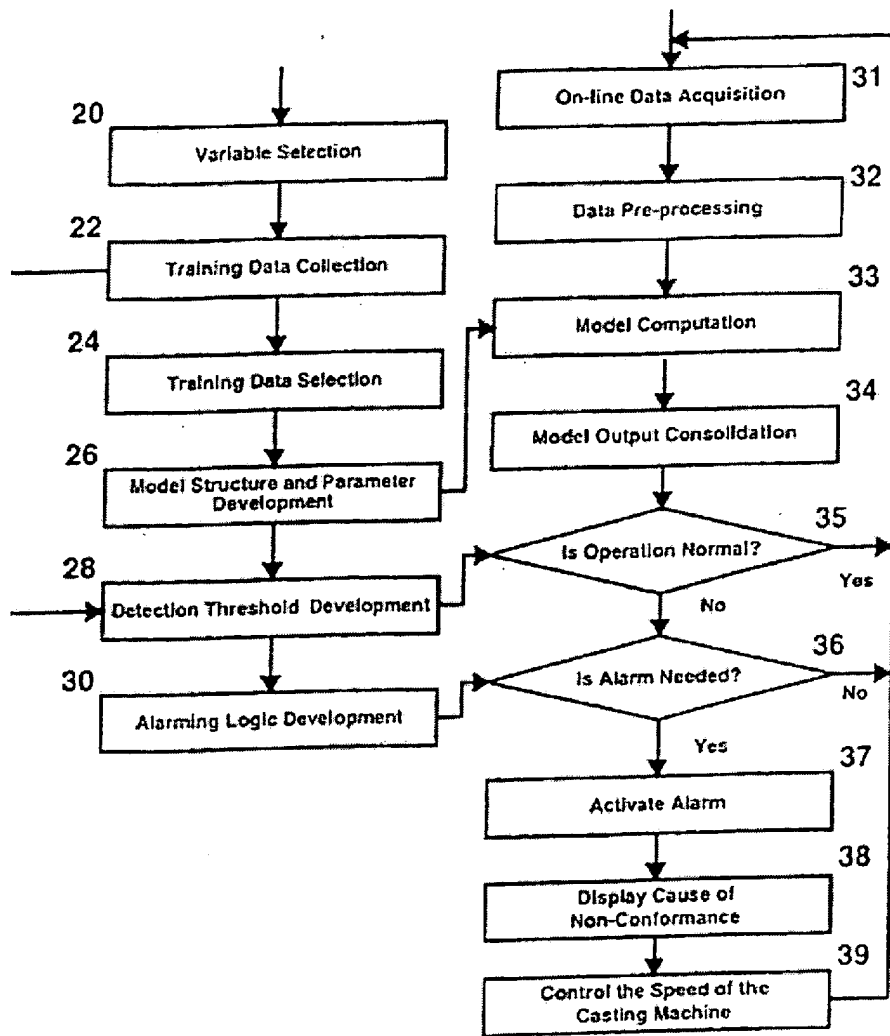 20
Variable Selection
22
Training Data Collection
24
Training Data Selection
26
Model Structure and Parameter
Development
28
Detection Threshold Development
30
Alarming Logic Development
31
On-line Data Acquisition
32
Data Pre-processing
33
Model Computation
34
Model Output Consolidation
35
Is Operation Normal?
Yes
No
36
Is Alarm Needed?
No
Yes
37
Activate Alarm
38
Display Cause of
Non-Conformance
39
Control the Speed of the
Casting Machine